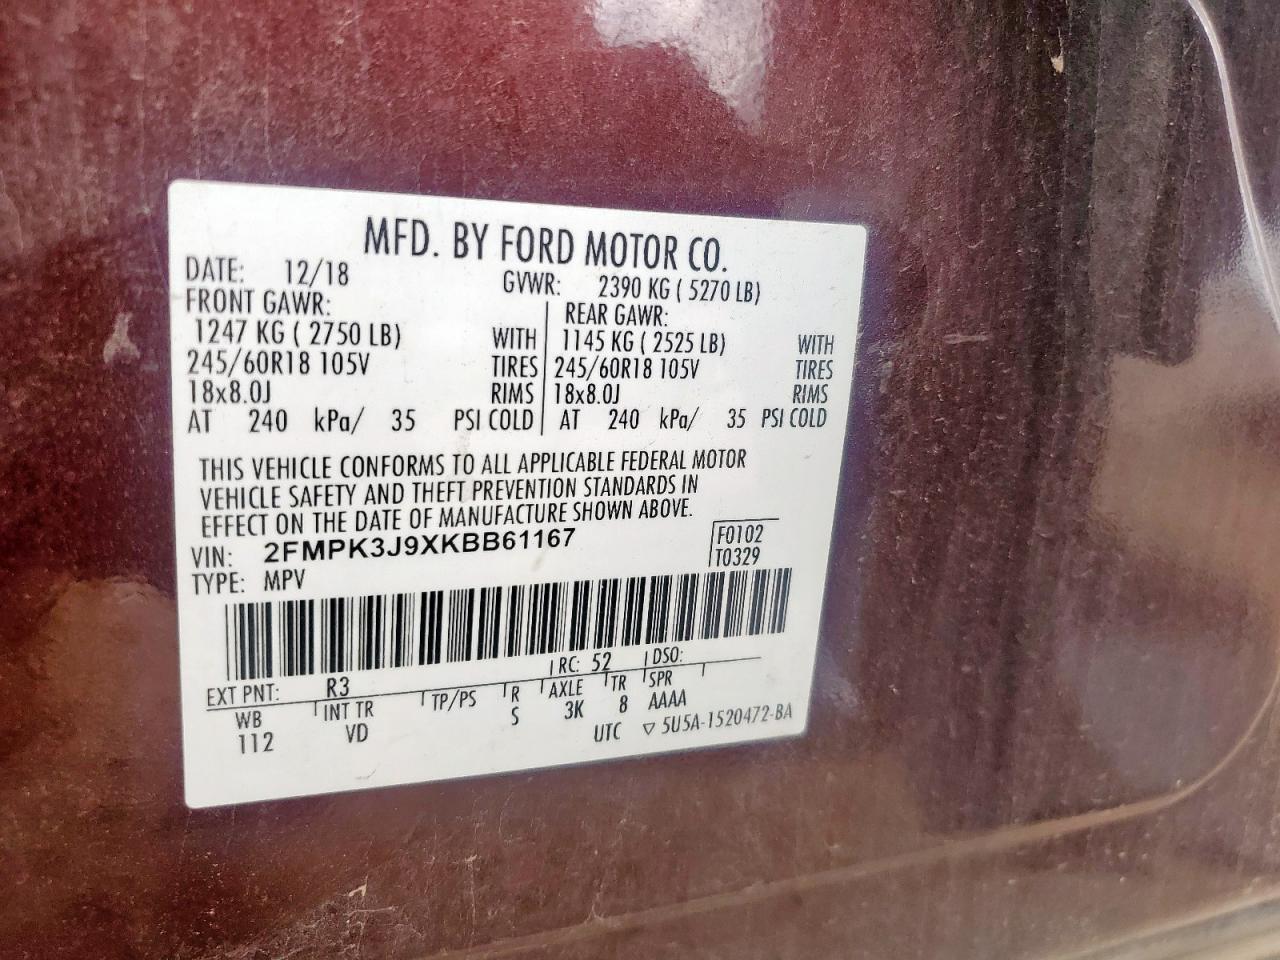 MFD. BY FORD MOTOR CO.
DATE: 12/18 GVWR: 2390 KG ( 5270 LB)
FRONT GAWR: REAR GAWR:
1247 KG ( 2750 LB) WITH 1145 KG ( 2525 LB) WITH
245/60R18 105V TIRES 245/60R18 105V TIRES
18x8.0J RIMS 18x8.0J RIMS
AT 240 kPa/ 35 PSI COLD AT 240 kPa/ 35 PSI COLD
THIS VEHICLE CONFORMS TO ALL APPLICABLE FEDERAL MOTOR
VEHICLE SAFETY AND THEFT PREVENTION STANDARDS IN
EFFECT ON THE DATE OF MANUFACTURE SHOWN ABOVE.
VIN: 2FMPK3J9XKBB61167 F0102
TYPE: MPV T0329
EXT PNT: R3 RC: 52 DSO:
WB INT TR TP/PS R AXLE TR SPR
112 VD S 3K 8 AAAA
UTC ▽ 5U5A-1520472-BA